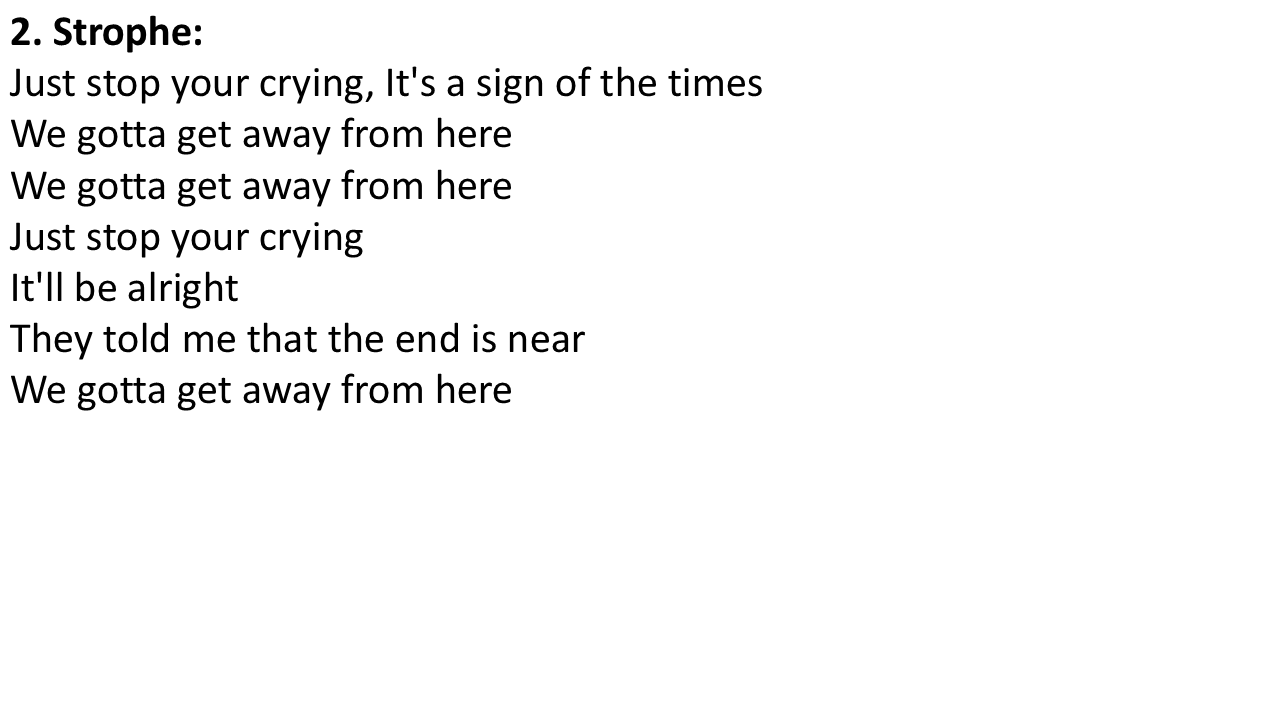 2. Strophe:
Just stop your crying, It's a sign of the times
We gotta get away from here
We gotta get away from here
Just stop your crying
It'll be alright
They told me that the end is near
We gotta get away from here